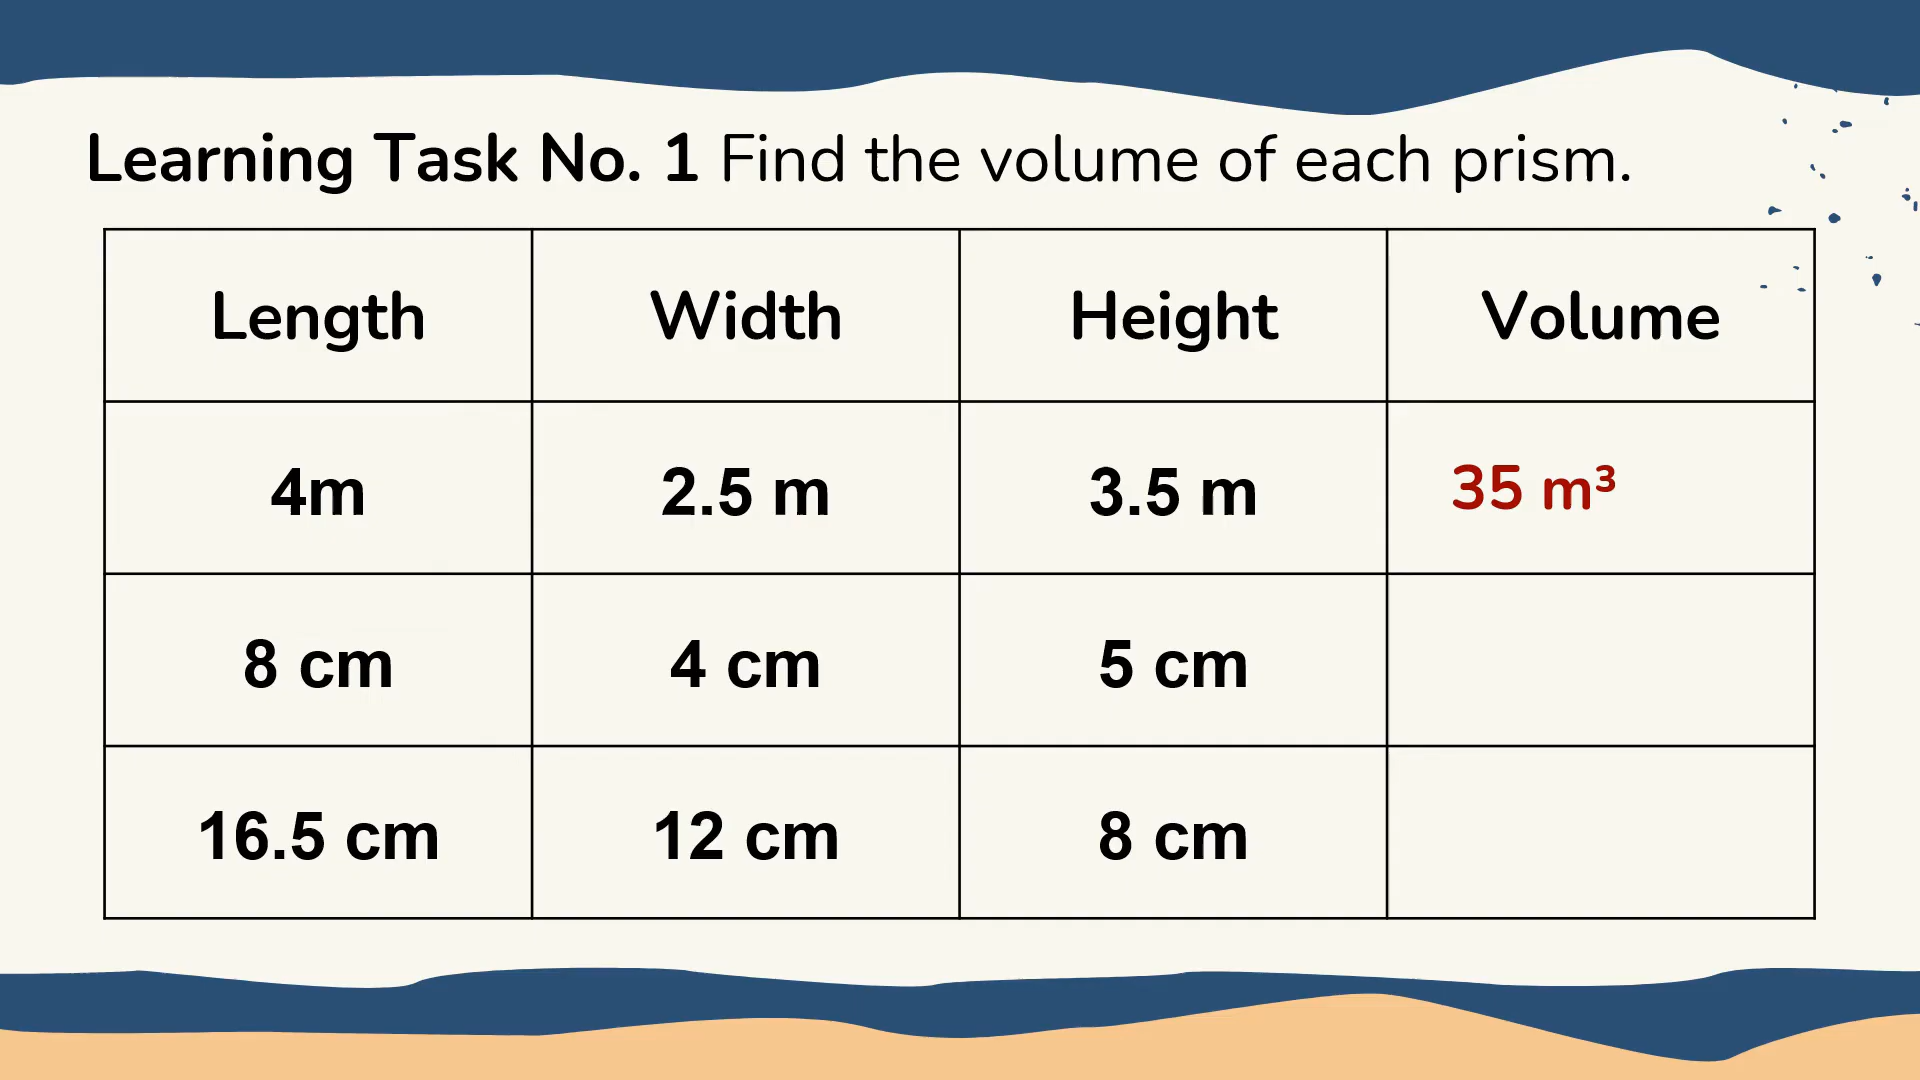 Learning Task No. 1 Find the volume of each prism.
Length Width Height Volume
4m 2.5 m 3.5 m 35 m³
8 cm 4 cm 5 cm
16.5 cm 12 cm 8 cm